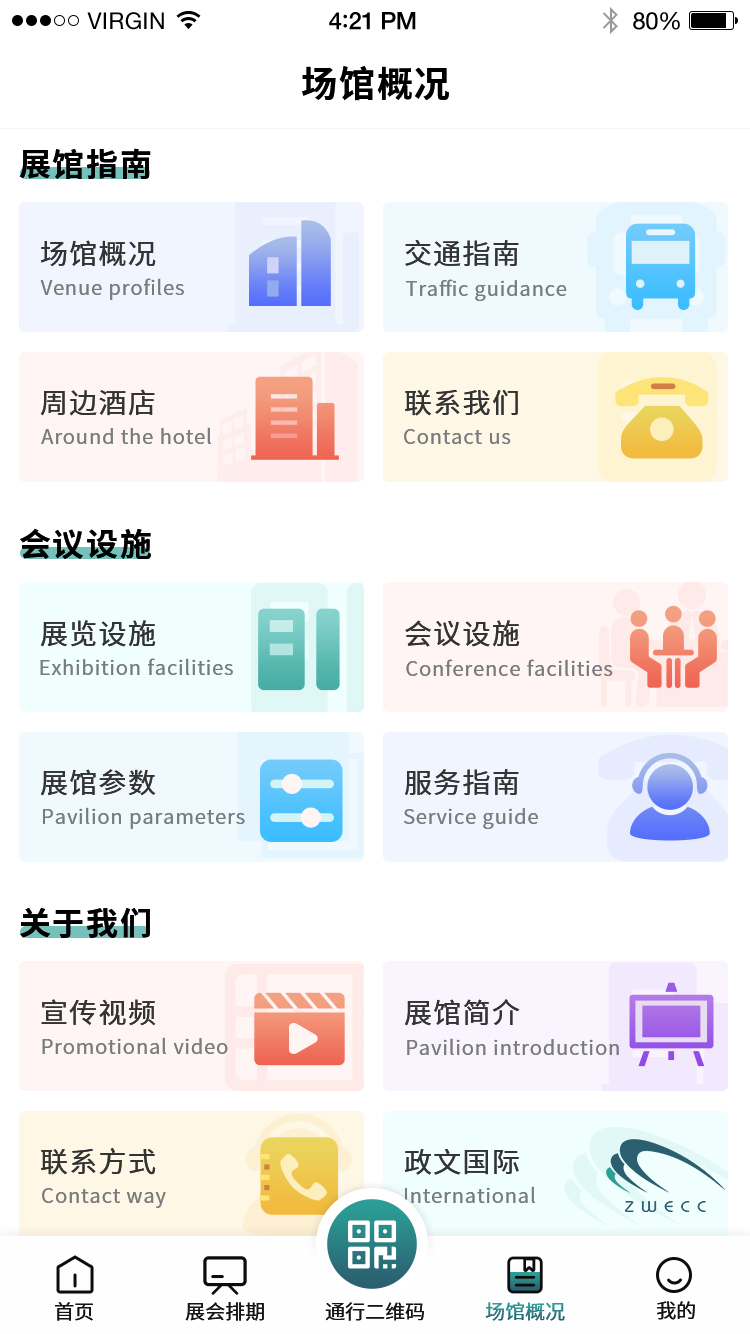 VIRGIN 4:21 PM 80%
场馆概况
展馆指南
场馆概况
Venue profiles
交通指南
Traffic guidance
周边酒店
Around the hotel
联系我们
Contact us
会议设施
展览设施
Exhibition facilities
会议设施
Conference facilities
展馆参数
Pavilion parameters
服务指南
Service guide
关于我们
宣传视频
Promotional video
展馆简介
Pavilion introduction
联系方式
Contact way
政文国际
International
ZWECC
首页
展会排期
通行二维码
场馆概况
我的